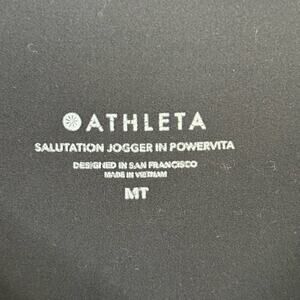 ATHLETA
SALUTATION JOGGER IN POWERVITA
DESIGNED IN SAN FRANCISCO
MADE IN VIETNAM
MT